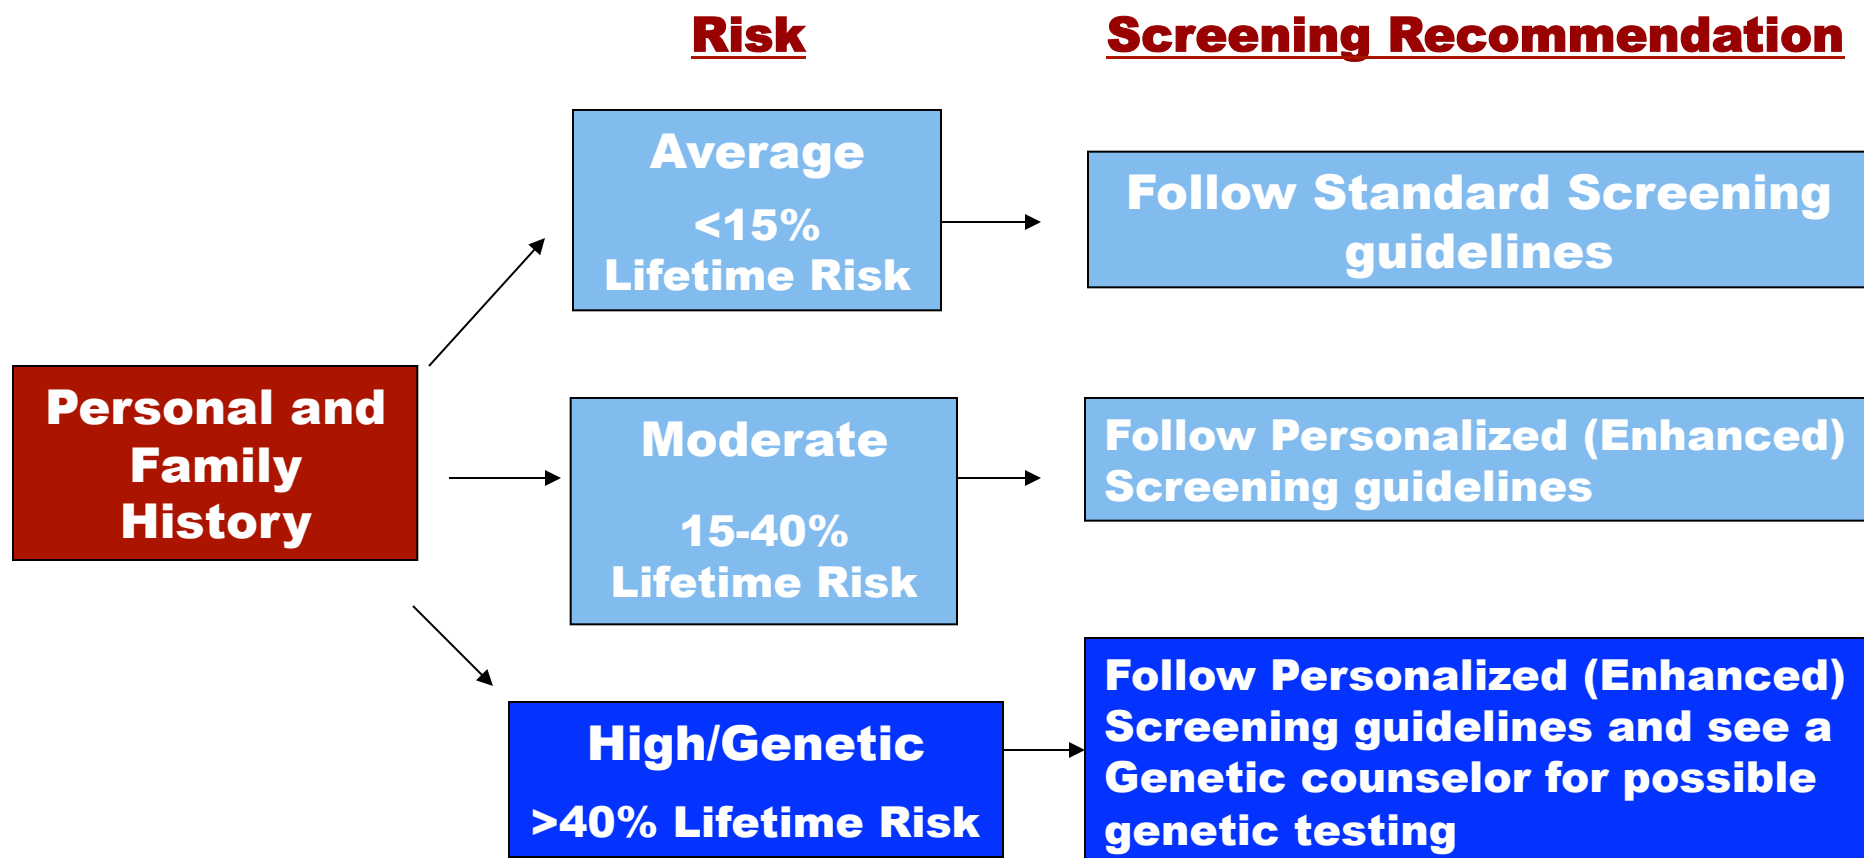 Risk
Screening Recommendation
Average
<15%
Lifetime Risk
Follow Standard Screening
guidelines
Personal and
Family
History
Moderate
15-40%
Lifetime Risk
Follow Personalized (Enhanced)
Screening guidelines
High/Genetic
>40% Lifetime Risk
Follow Personalized (Enhanced)
Screening guidelines and see a
Genetic counselor for possible
genetic testing